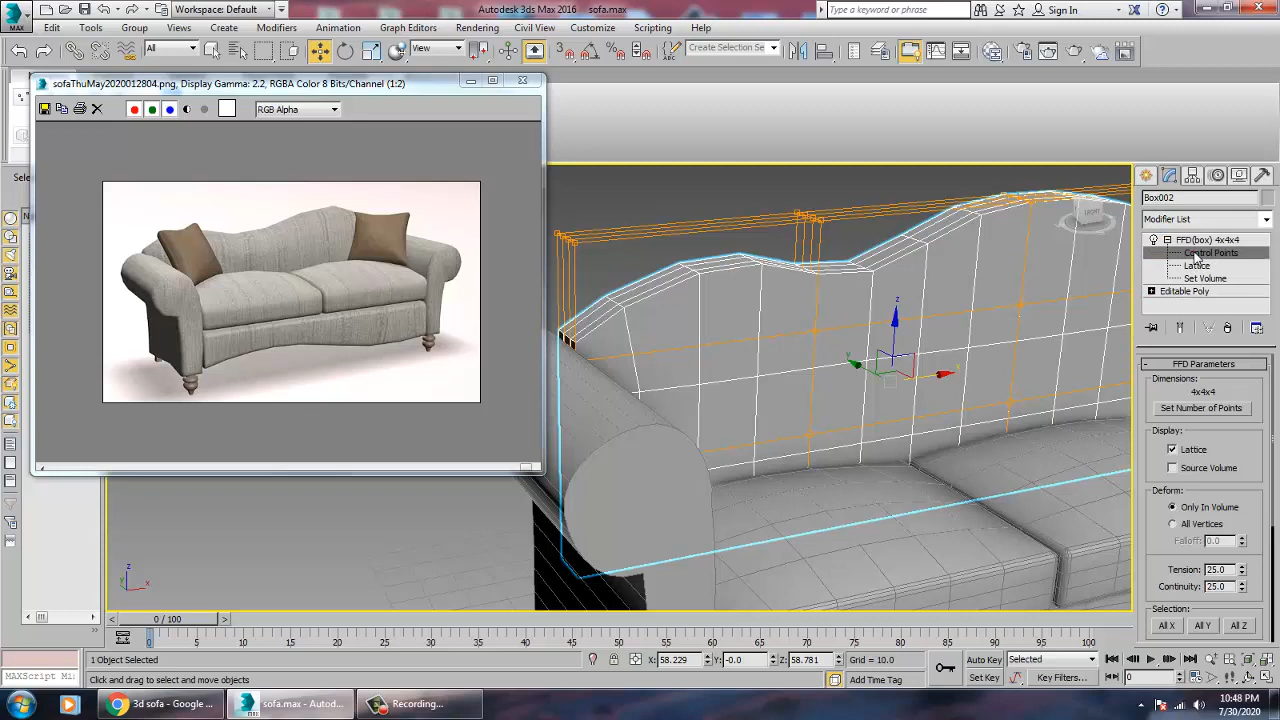 MAX
Workspace: Default
Autodesk 3ds Max 2016 sofa.max
Type a keyword or phrase
Sign In
Edit Tools Group Views Create Modifiers Animation Graph Editors Rendering Civil View Customize Scripting Help
All
View
3
Create Selection Se
sofaThuMay2020012804.png, Display Gamma: 2.2, RGBA Color 8 Bits/Channel (1:2)
RGB Alpha
Sele
Box002
Modifier List
FFD(box) 4x4x4
Control Points
Lattice
Set Volume
Editable Poly
FFD Parameters
Dimensions:
4x4x4
Set Number of Points
Display:
Lattice
Source Volume
Deform:
Only In Volume
All Vertices
Falloff: 0.0
Tension: 25.0
Continuity: 25.0
Selection:
All X All Y All Z
z
y
x
z
y
x
0 / 100
0 5 10 15 20 25 30 35 40 45 50 55 60 65 70 75 80 85 90 95 100
1 Object Selected
X: 58.229 Y: -0.0 Z: 58.781
Grid = 10.0
Auto Key
Selected
MAXScript Mi
Click and drag to select and move objects
Add Time Tag
Set Key
Key Filters...
0
3d sofa - Google ...
sofa.max - Autod...
Recording...
10:48 PM
7/30/2020